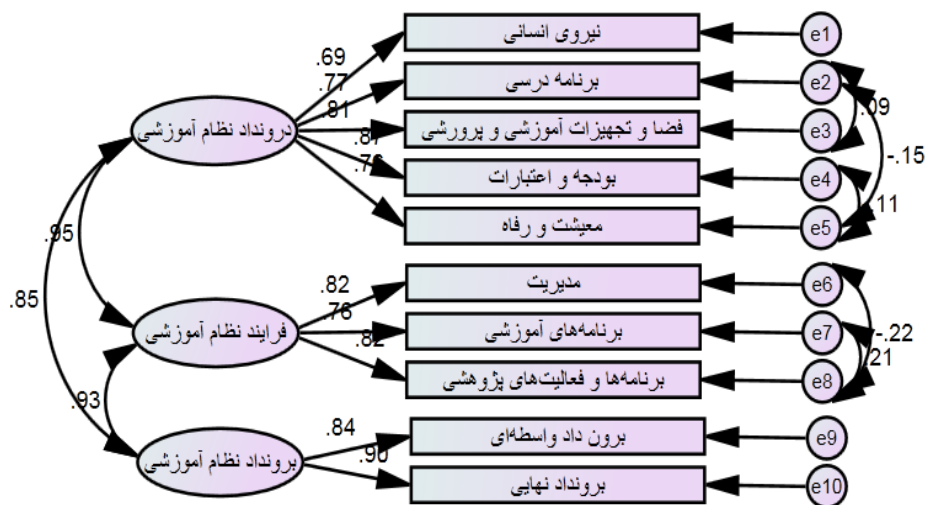 نیروی انسانی
e1
.69
برنامه درسی
e2
.77
.09
درونداد نظام آموزشی
.81
فضا و تجهیزات آموزشی و پرورشی
e3
-.15
.87
بودجه و اعتبارات
e4
.11
معیشت و رفاه
e5
.95
.85
.82
مدیریت
e6
فرایند نظام آموزشی
.76
برنامه‌های آموزشی
e7
-.22
.82
برنامه‌ها و فعالیت‌های پژوهشی
e8
.21
.93
.84
برون داد واسطه‌ای
e9
برونداد نظام آموزشی
.90
برونداد نهایی
e10